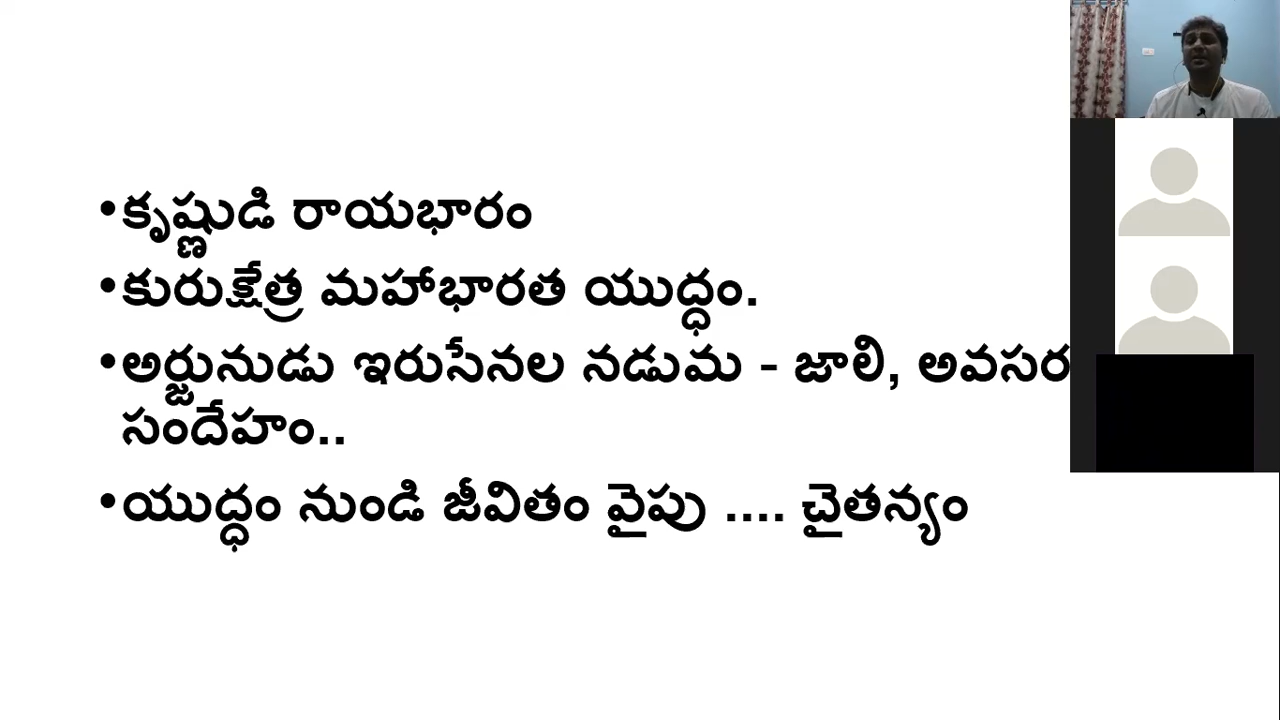 •కృష్ణుడి రాయభారం
•కురుక్షేత్ర మహాభారత యుద్ధం.
•అర్జునుడు ఇరుసేనల నడుమ - జాలి, అవసర
సందేహం..
•యుద్ధం నుండి జీవితం వైపు .... చైతన్యం